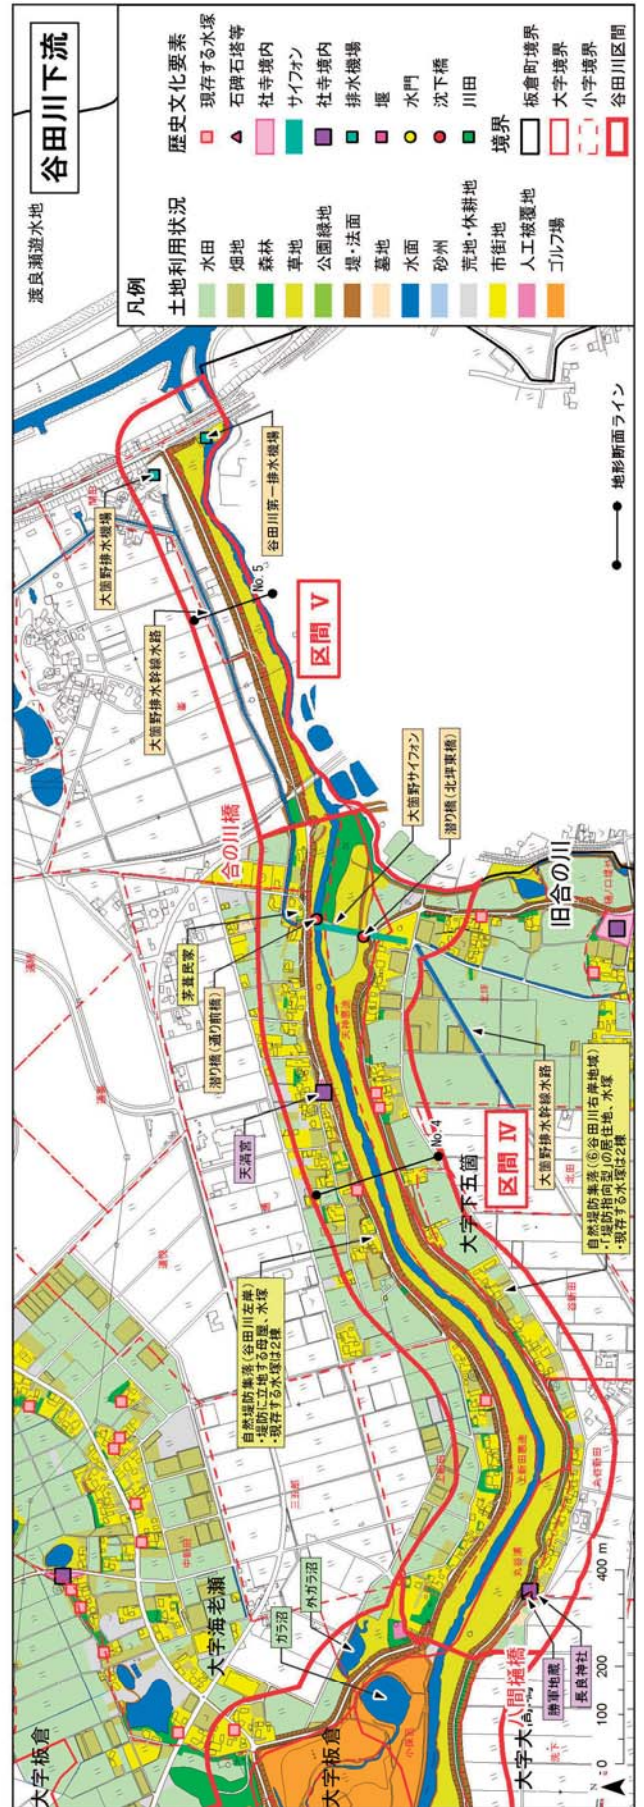 谷田川下流
渡良瀬遊水地
凡例
土地利用状況
水田
畑地
森林
草地
公園緑地
堤・法面
墓地
水面
砂州
荒地・休耕地
市街地
人工被覆地
ゴルフ場
歴史文化要素
現存する水塚
石碑石塔等
社寺境内
サイフォン
社寺境内
排水機場
堰
水門
沈下橋
川田
境界
板倉町境界
大字境界
小字境界
谷田川区間
地形断面ライン
大箇野排水機場
谷田川第一排水機場
大箇野排水幹線水路
No. 5
区間 V
合の川橋
茅葺民家
潜り橋(通り前橋)
大箇野サイフォン
潜り橋(北坪東橋)
旧合の川
天満宮
No. 4
区間 IV
大箇野排水幹線水路
大字下五箇
自然堤防集落(谷田川左岸)
・堤防に立地する母屋、水塚
・現存する水塚は2棟
自然堤防集落(⑥谷田川右岸地域)
・「堤防指向型」の居住地、水塚
・現存する水塚は2棟
北田
大字海老瀬
ガラ沼
外ガラ沼
大字板倉
大字板倉
八間樋橋
勝軍地蔵
長良神社
N
0
100
200
400 m